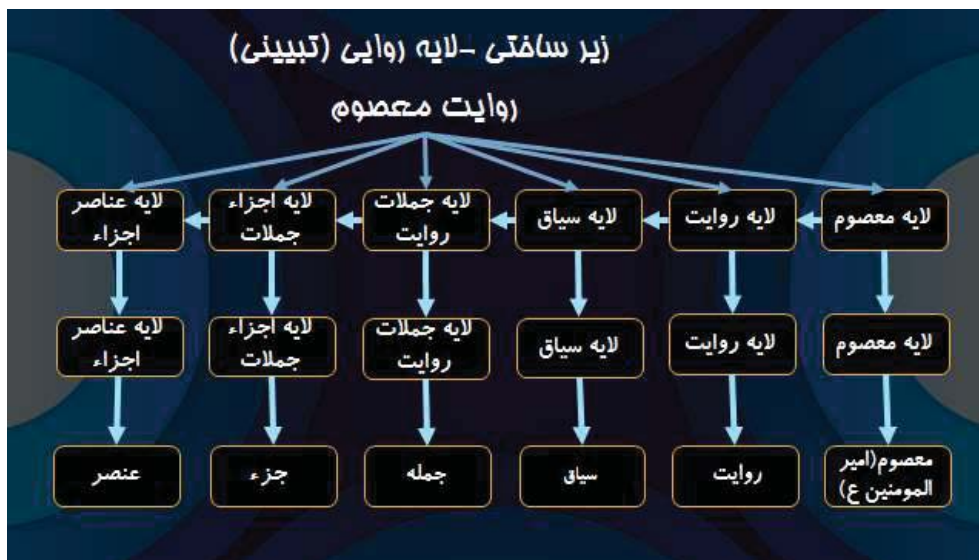 زیر ساختی -لایه روایی (تبیینی)
روایت معصوم
لایه معصوم
لایه روایت
لایه سیاق
لایه جملات
روایت
لایه اجزاء
جملات
لایه عناصر
اجزاء
لایه معصوم
لایه روایت
لایه سیاق
لایه جملات
روایت
لایه اجزاء
جملات
لایه عناصر
اجزاء
معصوم(امیر
المومنین ع)
روایت
سیاق
جمله
جزء
عنصر